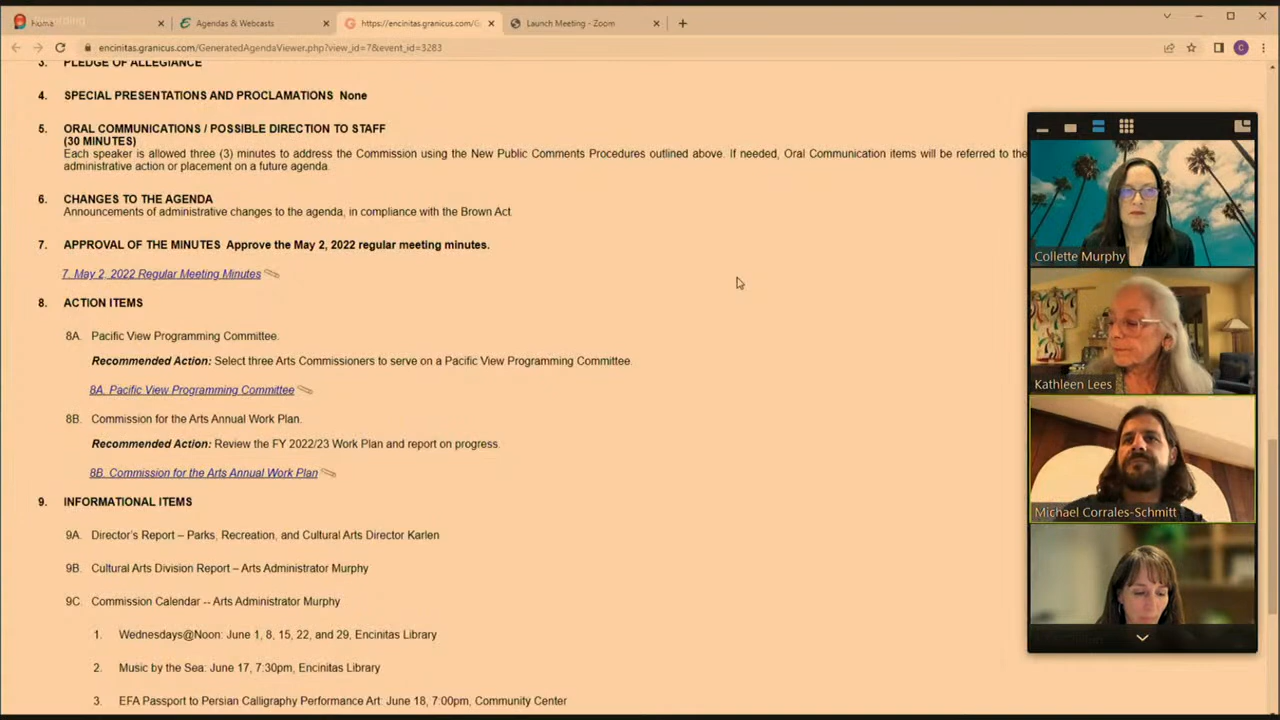 Recording
Agendas & Webcasts
https://encinitas.granicus.com/G
Launch Meeting - Zoom
encinitas.granicus.com/GeneratedAgendaViewer.php?view_id=7&event_id=3283
C
3. PLEDGE OF ALLEGIANCE
4. SPECIAL PRESENTATIONS AND PROCLAMATIONS None
5. ORAL COMMUNICATIONS / POSSIBLE DIRECTION TO STAFF
(30 MINUTES)
Each speaker is allowed three (3) minutes to address the Commission using the New Public Comments Procedures outlined above. If needed, Oral Communication items will be referred to the
administrative action or placement on a future agenda.
6. CHANGES TO THE AGENDA
Announcements of administrative changes to the agenda, in compliance with the Brown Act.
7. APPROVAL OF THE MINUTES Approve the May 2, 2022 regular meeting minutes.
7. May 2, 2022 Regular Meeting Minutes
8. ACTION ITEMS
8A. Pacific View Programming Committee.
Recommended Action: Select three Arts Commissioners to serve on a Pacific View Programming Committee.
8A. Pacific View Programming Committee
8B. Commission for the Arts Annual Work Plan.
Recommended Action: Review the FY 2022/23 Work Plan and report on progress.
8B. Commission for the Arts Annual Work Plan
9. INFORMATIONAL ITEMS
9A. Director's Report – Parks, Recreation, and Cultural Arts Director Karlen
9B. Cultural Arts Division Report – Arts Administrator Murphy
9C. Commission Calendar -- Arts Administrator Murphy
1. Wednesdays@Noon: June 1, 8, 15, 22, and 29, Encinitas Library
2. Music by the Sea: June 17, 7:30pm, Encinitas Library
3. EFA Passport to Persian Calligraphy Performance Art: June 18, 7:00pm, Community Center
Collette Murphy
Kathleen Lees
Michael Corrales-Schmitt